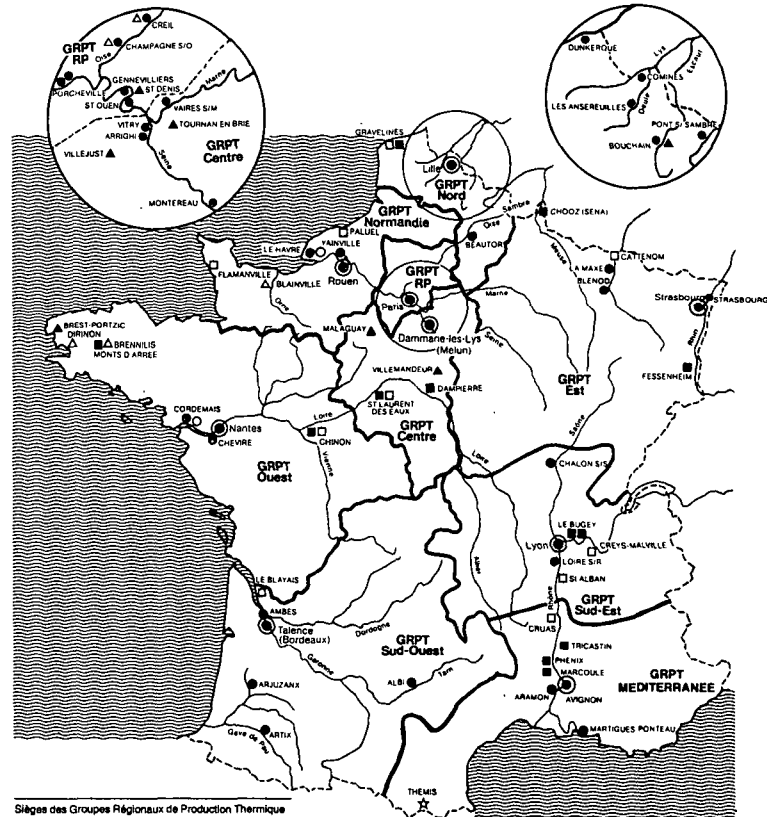 CREIL
CHAMPAGNE S/O
GRPT
RP
Oise
GENNEVILLIERS
Marne
PORCHEVILLE
ST DENIS
ST OUEN
VAIRES S/M
VITRY
TOURNAN EN BRIE
ARRIGHI
GRPT
Centre
VILLEJUST
Seine
MONTEREAU
DUNKERQUE
Lys
Escaut
COMINES
LES ANSEREUILLES
Deule
PONT S/SAMBRE
BOUCHAIN
GRAVELINES
Lille
GRPT
Nord
GRPT
Normandie
Sambre
CHOOZ (SENA)
Oise
PALUEL
BEAUTOR
Meuse
LE HAVRE
YAINVILLE
CATTENOM
LA MAXE
BLENOD
FLAMANVILLE
Rouen
GRPT
RP
BLAINVILLE
Paris
Marne
Strasbourg
STRASBOURG
Orne
Dammarie-les-Lys
(Melun)
Seine
Rhin
BREST-PORTZIC
DIRINON
MALAGUAY
BRENNILIS
MONTS D'ARREE
VILLEMANDEUR
GRPT
Est
FESSENHEIM
DAMPIERRE
ST LAURENT
DES EAUX
CORDEMAIS
Loire
GRPT
Centre
Saône
Nantes
CHEVIRE
CHINON
Loire
GRPT
Ouest
Vienne
CHALON S/S
LE BUGEY
Lyon
CREYS-MALVILLE
Allier
LOIRE S/R
LE BLAYAIS
ST ALBAN
Rhône
AMBES
GRPT
Sud-Est
Talence
(Bordeaux)
Dordogne
CRUAS
GRPT
Sud-Ouest
Garonne
TRICASTIN
Tarn
PHENIX
MARCOULE
GRPT
MEDITERRANEE
ARJUZANX
ALBI
ARAMON
AVIGNON
ARTIX
MARTIGUES PONTEAU
Gave de Pau
THEMIS
Sièges des Groupes Régionaux de Production Thermique